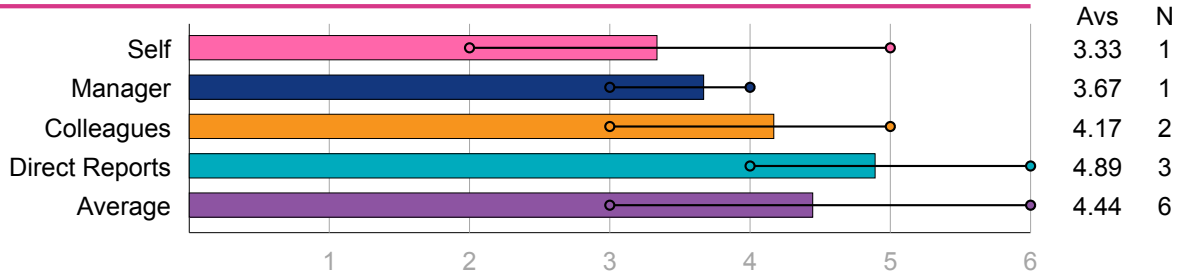 Avs N
Self 3.33 1
Manager 3.67 1
Colleagues 4.17 2
Direct Reports 4.89 3
Average 4.44 6
1 2 3 4 5 6